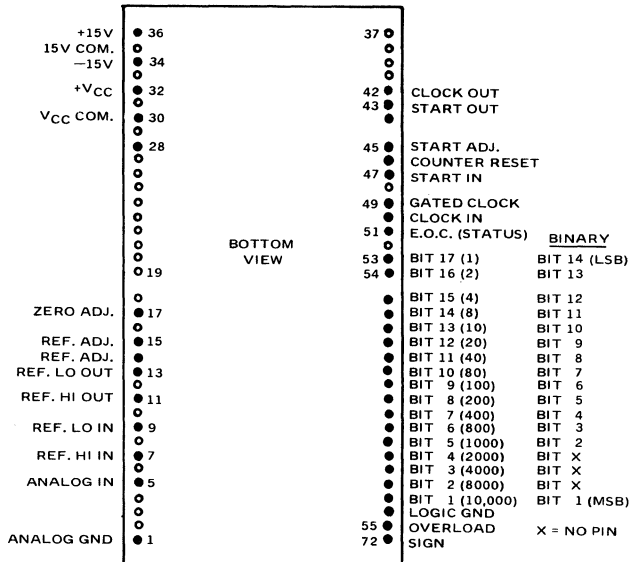 +15V 36 37
15V COM.
−15V 34
+VCC 32 42 CLOCK OUT
43 START OUT
VCC COM. 30
28 45 START ADJ.
COUNTER RESET
47 START IN
49 GATED CLOCK
CLOCK IN
51 E.O.C. (STATUS) BINARY
BOTTOM
VIEW
53 BIT 17 (1) BIT 14 (LSB)
19 54 BIT 16 (2) BIT 13
BIT 15 (4) BIT 12
ZERO ADJ. 17 BIT 14 (8) BIT 11
BIT 13 (10) BIT 10
REF. ADJ. 15 BIT 12 (20) BIT 9
REF. ADJ. BIT 11 (40) BIT 8
REF. LO OUT 13 BIT 10 (80) BIT 7
BIT 9 (100) BIT 6
REF. HI OUT 11 BIT 8 (200) BIT 5
BIT 7 (400) BIT 4
REF. LO IN 9 BIT 6 (800) BIT 3
BIT 5 (1000) BIT 2
REF. HI IN 7 BIT 4 (2000) BIT X
BIT 3 (4000) BIT X
ANALOG IN 5 BIT 2 (8000) BIT X
BIT 1 (10,000) BIT 1 (MSB)
LOGIC GND
55 OVERLOAD X = NO PIN
ANALOG GND 1 72 SIGN